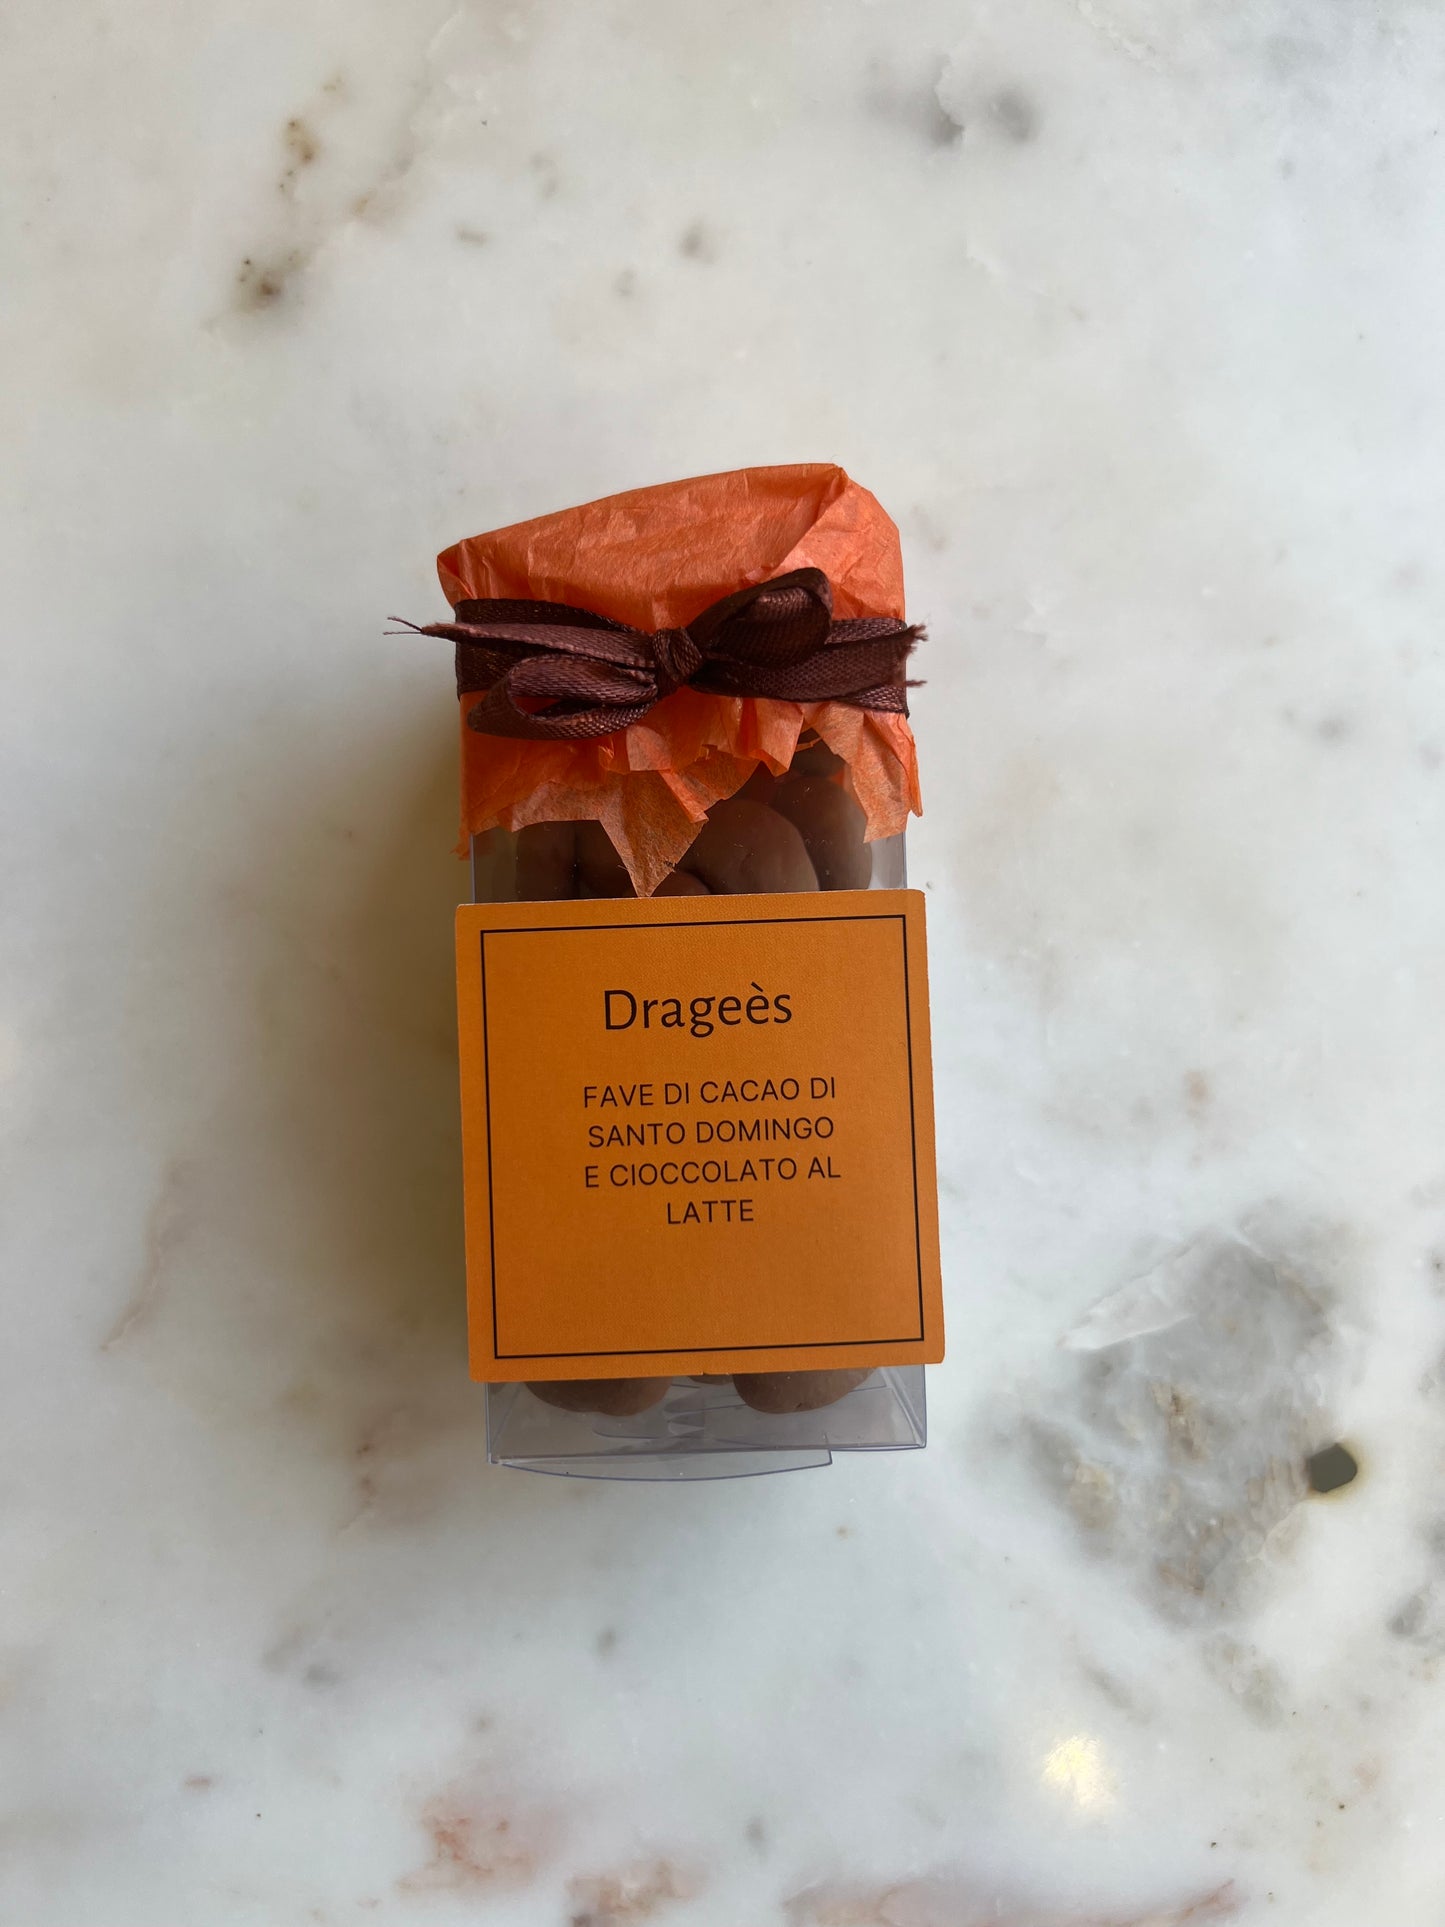 Drageès
FAVE DI CACAO DI
SANTO DOMINGO
E CIOCCOLATO AL
LATTE